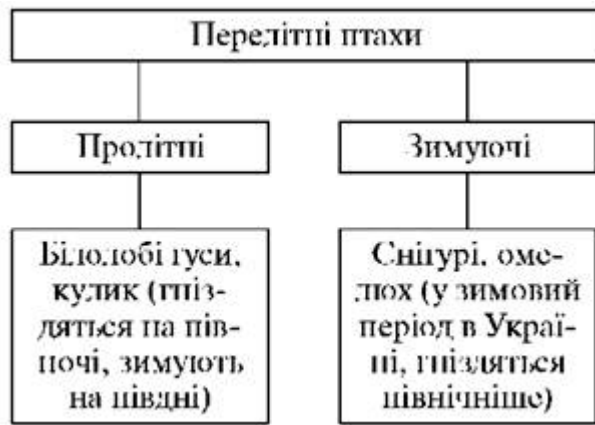 Перелітні птахи
Пролітні
Зимуючі
Білолобі гуси,
кулик (гніз-
дяться на пів-
ночі, зимують
на півдні)
Снігурі, оме-
люх (у зимовий
період в Украї-
ні, гніздяться
північніше)